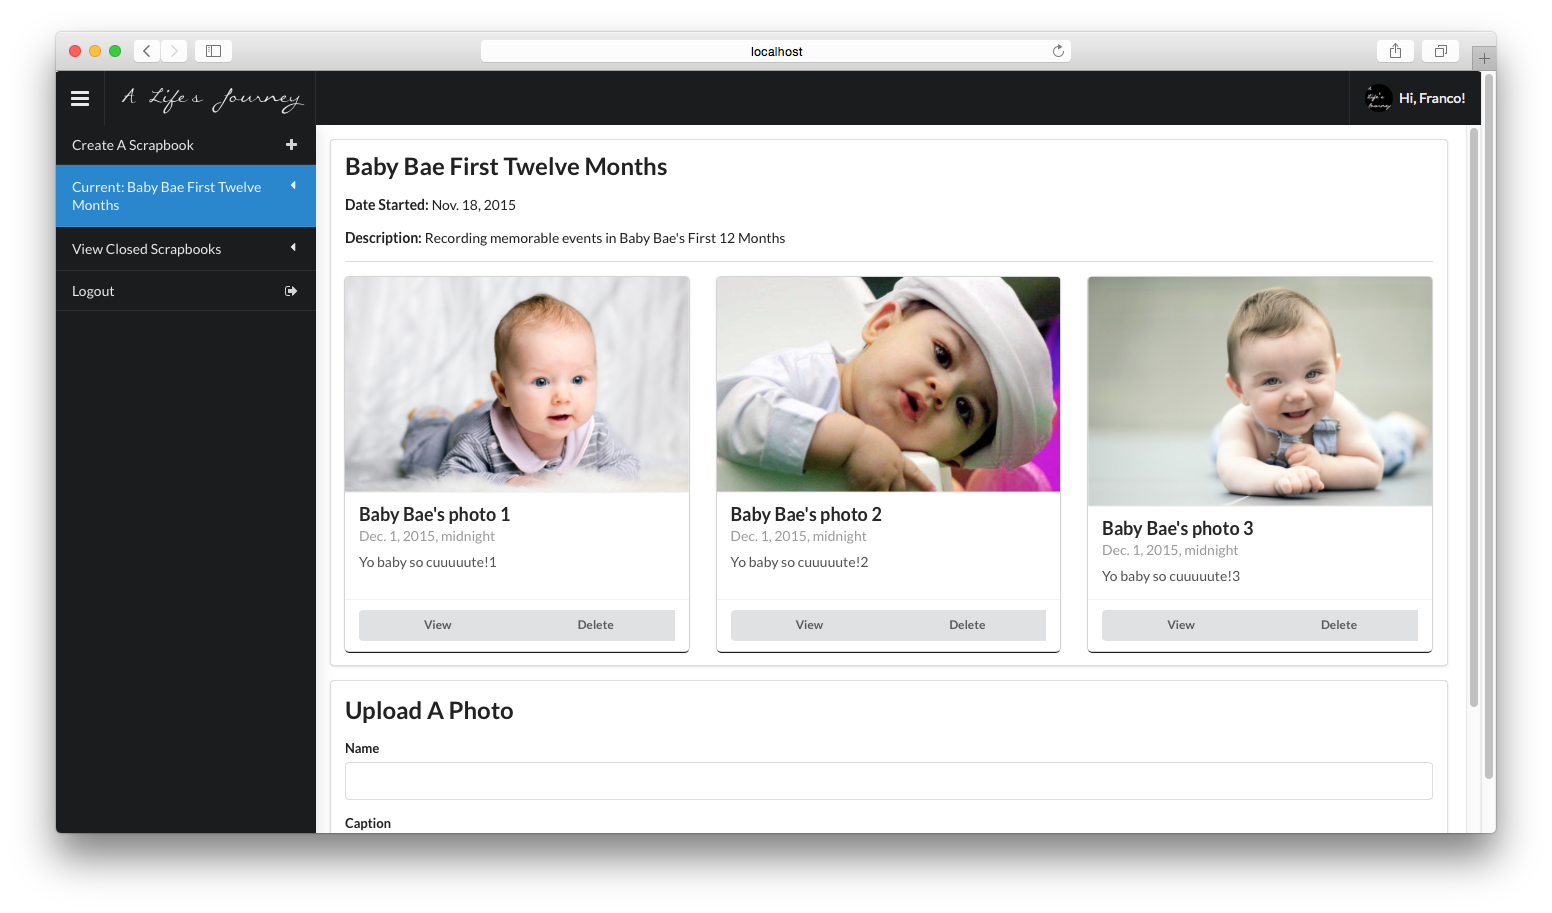 localhost
A Life's Journey
A Life's Journey
Hi, Franco!
Create A Scrapbook
Current: Baby Bae First Twelve
Months
View Closed Scrapbooks
Logout
Baby Bae First Twelve Months
Date Started: Nov. 18, 2015
Description: Recording memorable events in Baby Bae's First 12 Months
Baby Bae's photo 1
Dec. 1, 2015, midnight
Yo baby so cuuuuute!1
View Delete
Baby Bae's photo 2
Dec. 1, 2015, midnight
Yo baby so cuuuuute!2
View Delete
Baby Bae's photo 3
Dec. 1, 2015, midnight
Yo baby so cuuuuute!3
View Delete
Upload A Photo
Name
Caption